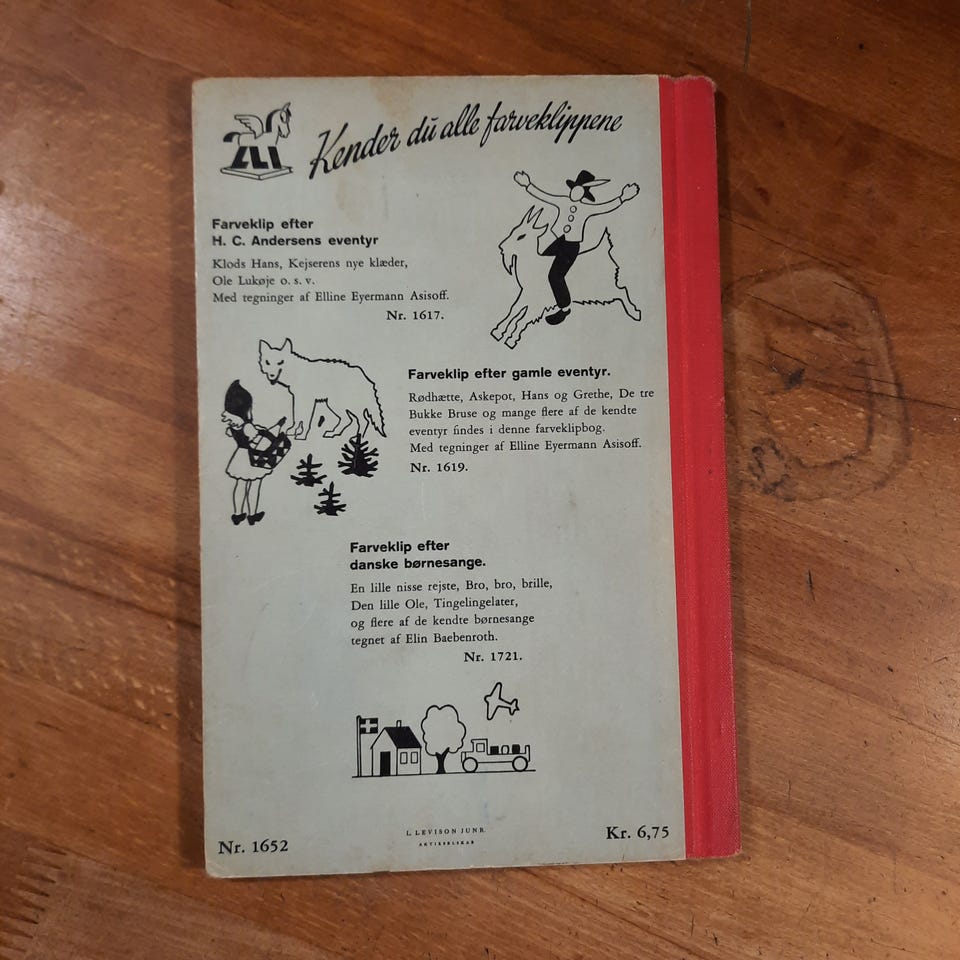 Kender du alle farveklippene
Farveklip efter
H. C. Andersens eventyr
Klods Hans, Kejserens nye klæder,
Ole Lukøje o. s. v.
Med tegninger af Elline Eyermann Asisoff.
Nr. 1617.
Farveklip efter gamle eventyr.
Rødhætte, Askepot, Hans og Grethe, De tre
Bukke Bruse og mange flere af de kendte
eventyr findes i denne farveklipbog.
Med tegninger af Elline Eyermann Asisoff.
Nr. 1619.
Farveklip efter
danske børnesange.
En lille nisse rejste, Bro, bro, brille,
Den lille Ole, Tingelingelater,
og flere af de kendte børnesange
tegnet af Elin Baebenroth.
Nr. 1721.
Nr. 1652
L. LEVISON JUNR.
AKTIESELSKAB
Kr. 6,75